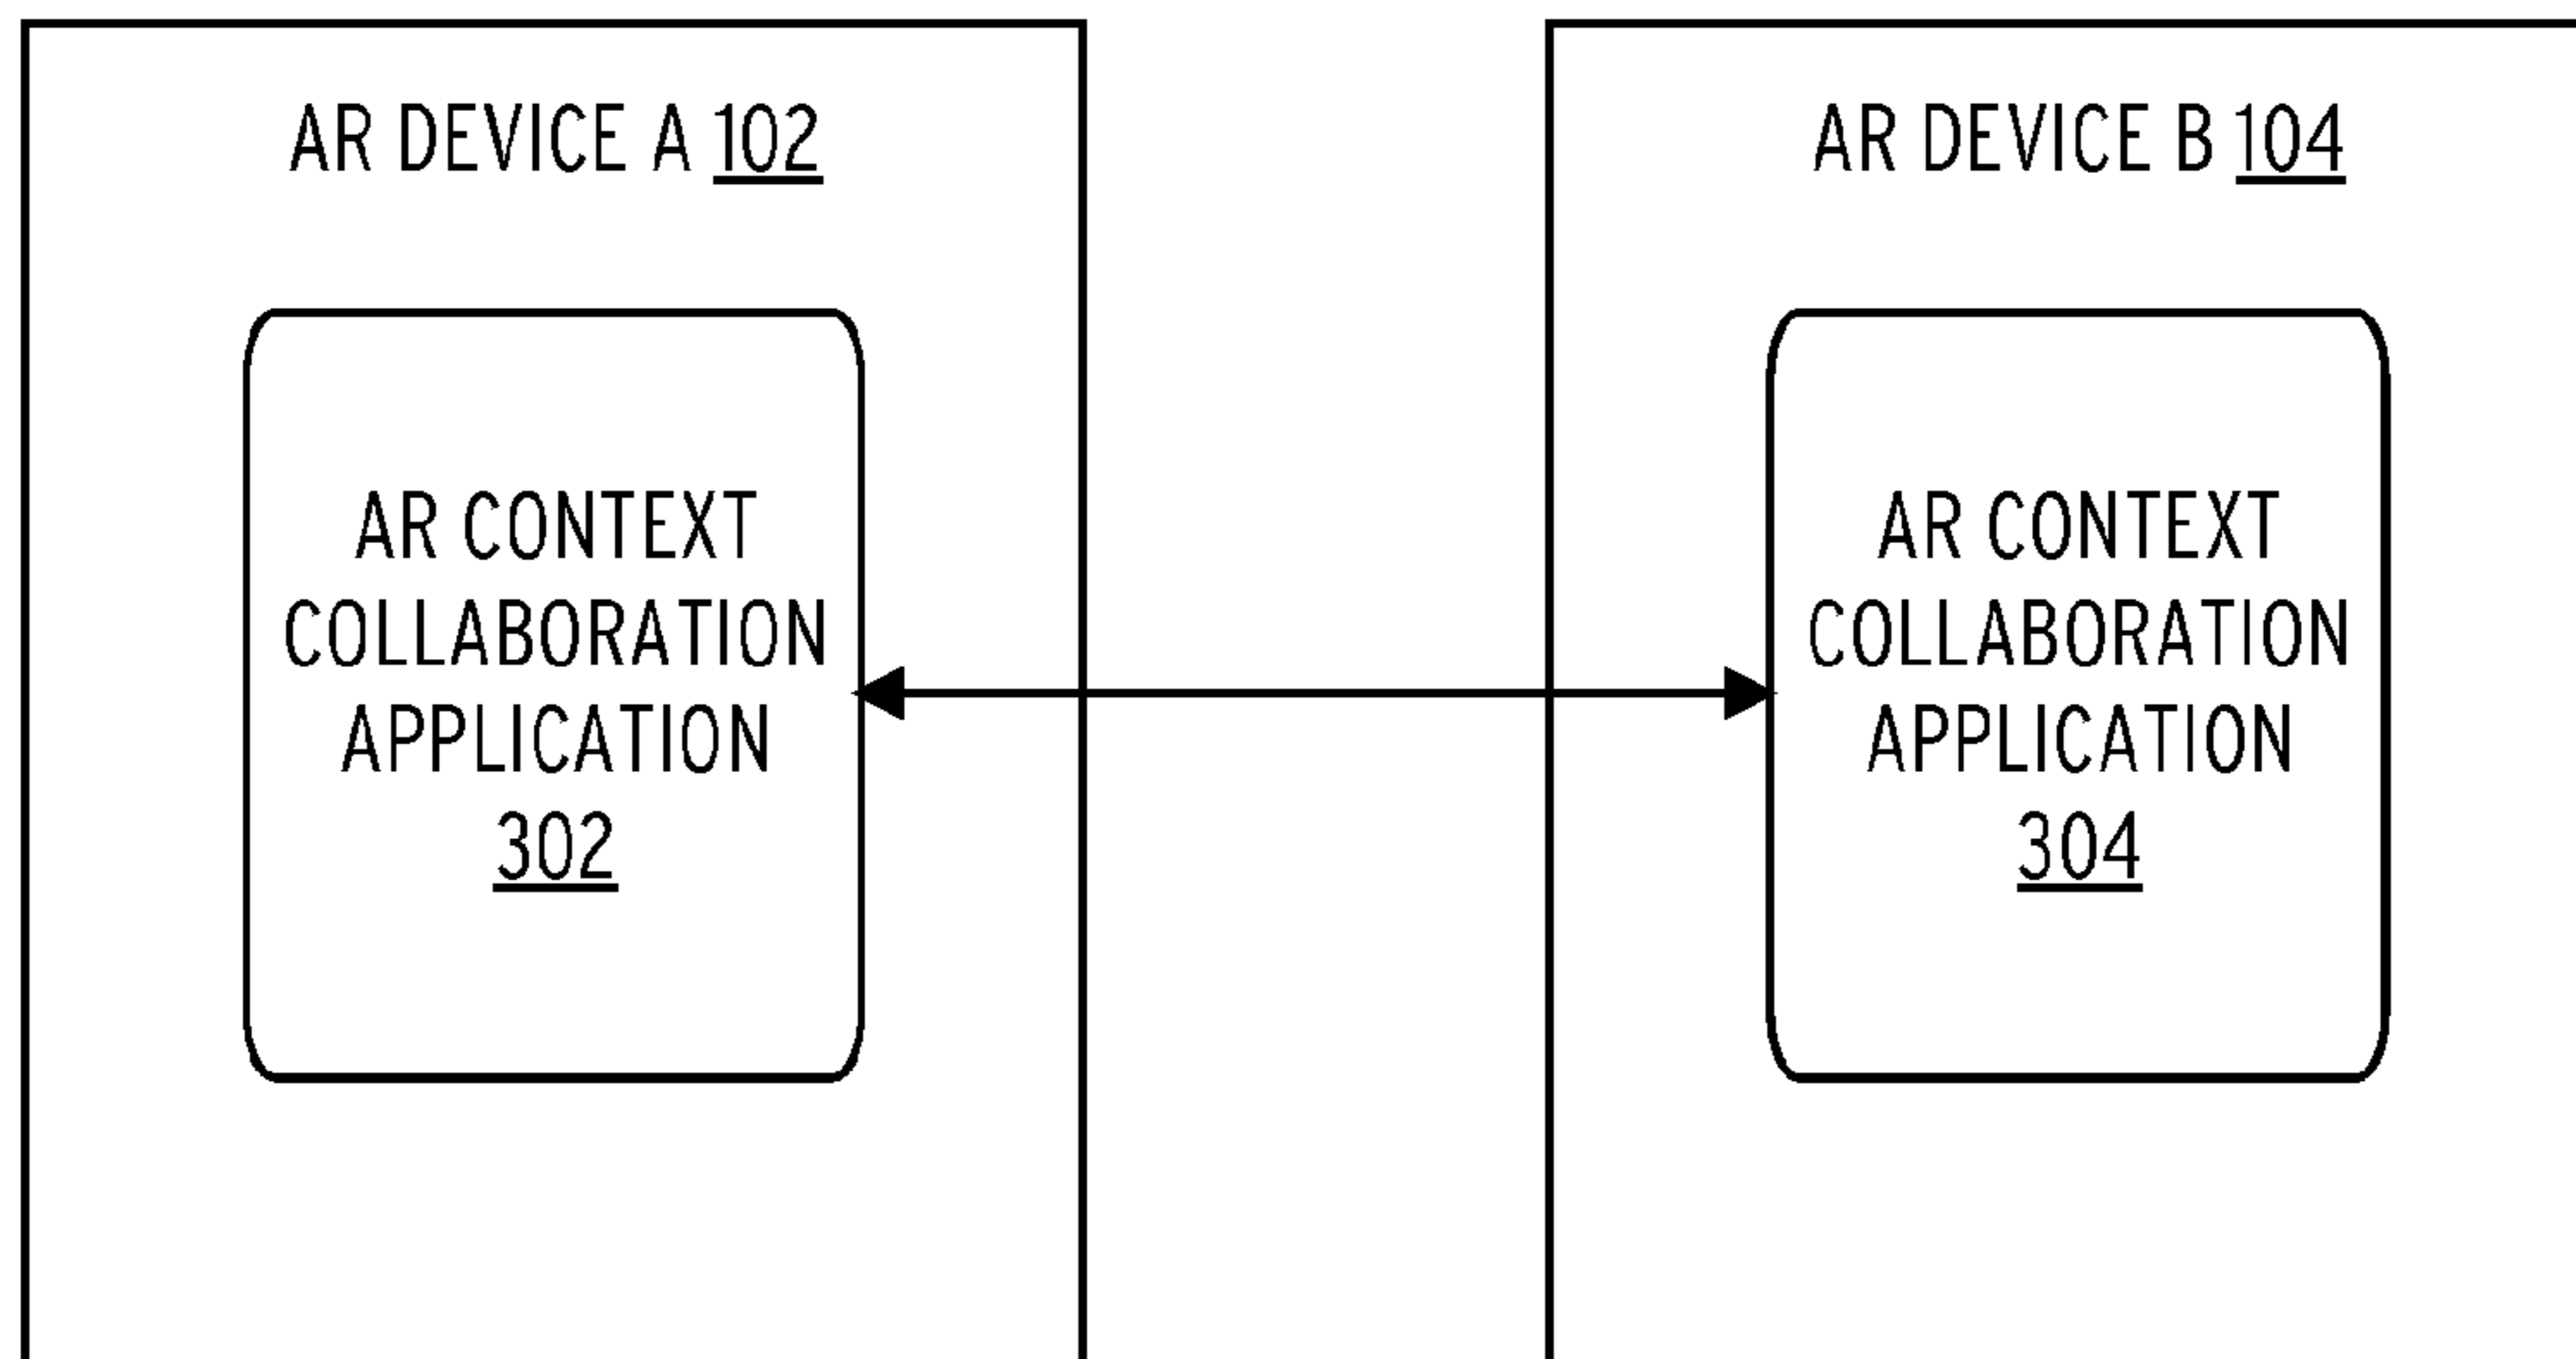 AR DEVICE A 102
AR CONTEXT
COLLABORATION
APPLICATION
302
AR DEVICE B 104
AR CONTEXT
COLLABORATION
APPLICATION
304